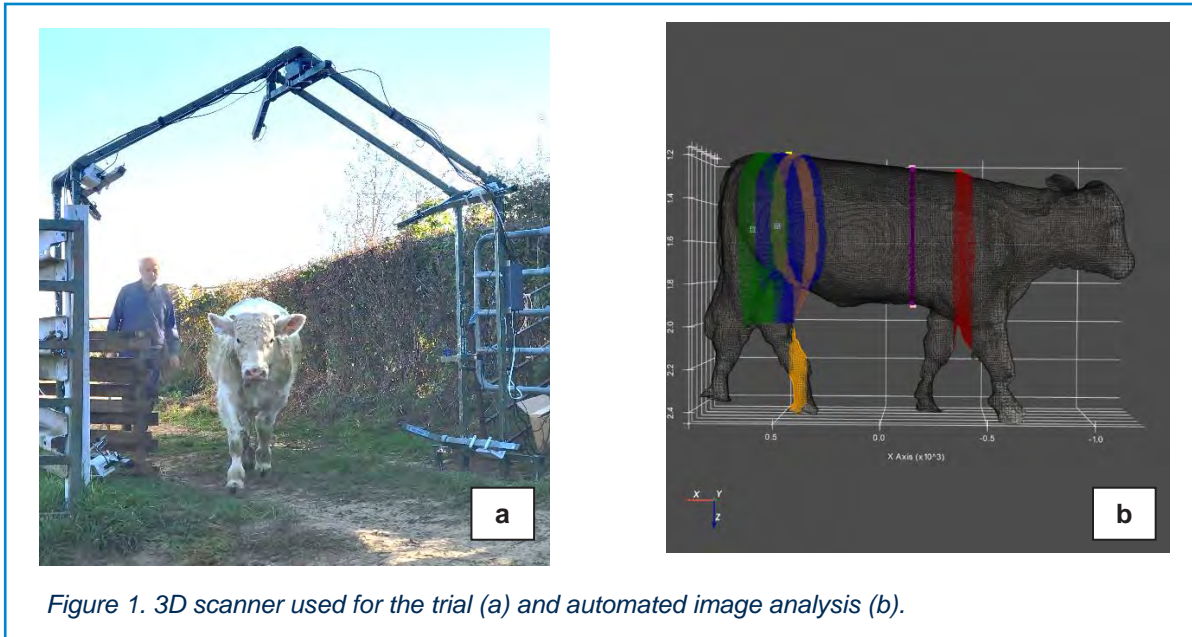 a
1.2
1.4
1.6
1.8
2.0
2.2
2.4
0.5
0.0
-0.5
-1.0
X Axis (x10^3)
X
Y
Z
b
Figure 1. 3D scanner used for the trial (a) and automated image analysis (b).